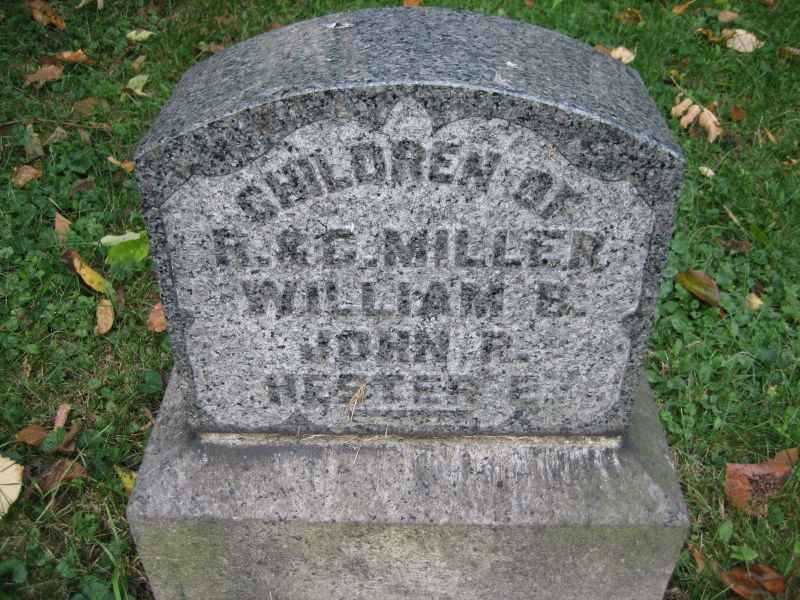 CHILDREN OF
R. & C. MILLER
WILLIAM B.
JOHN R.
HESTER E.